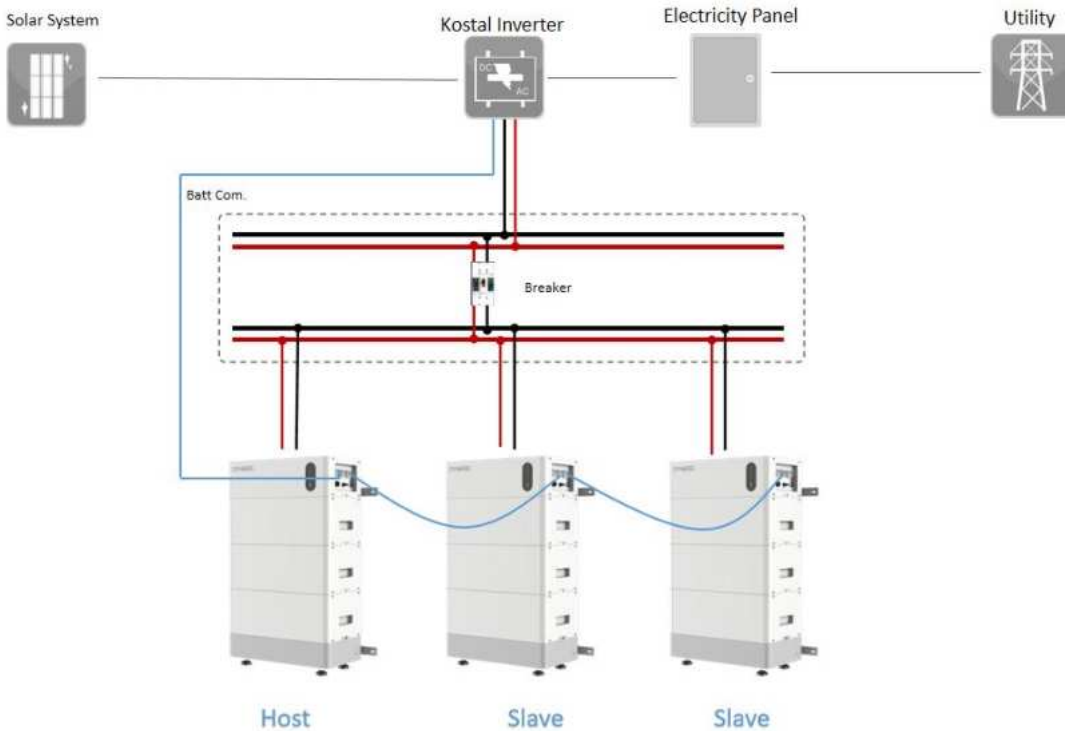 Solar System
Kostal Inverter
Electricity Panel
Utility
DC
AC
Batt Com.
Breaker
Host
Slave
Slave